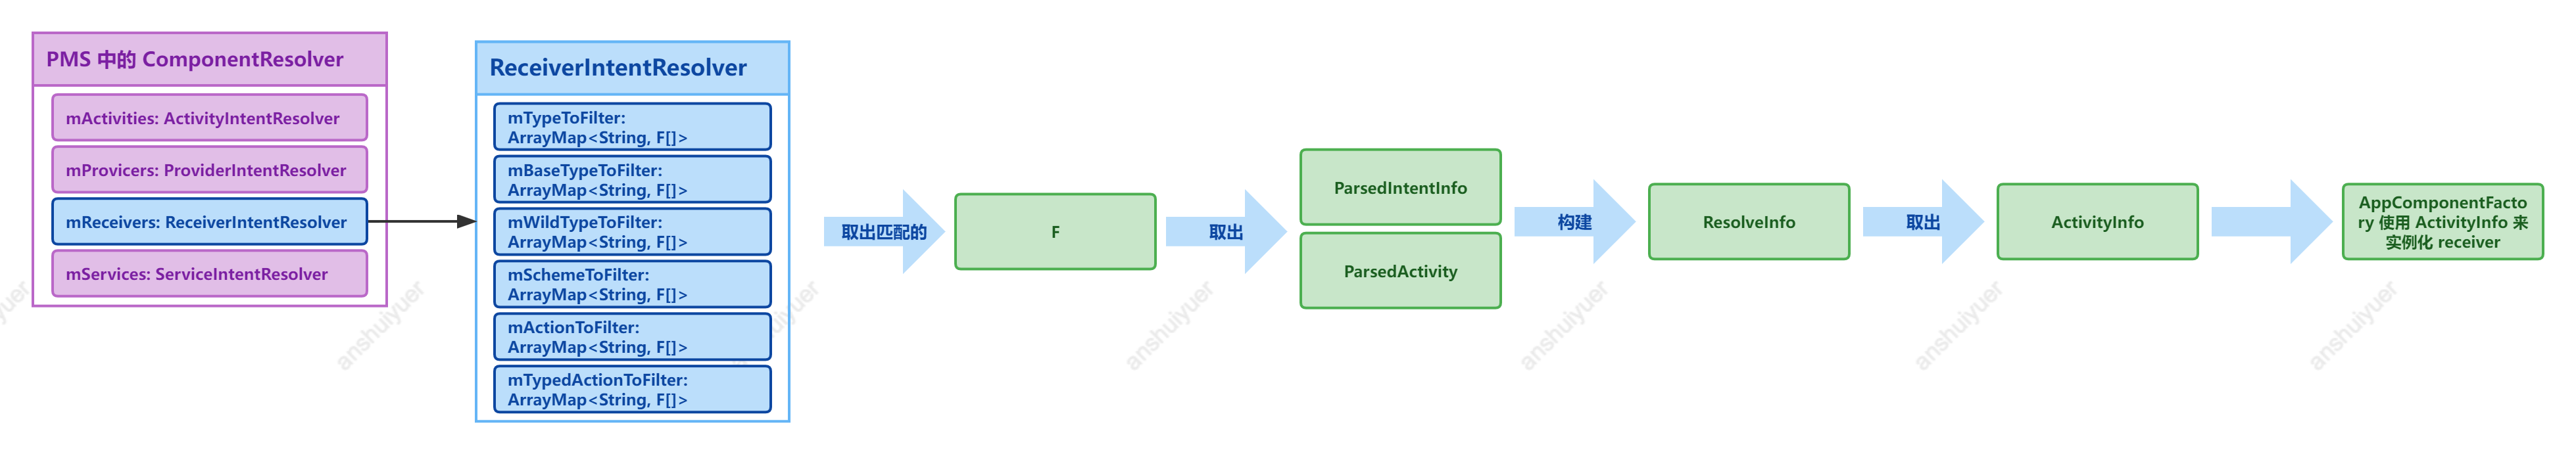 PMS 中的 ComponentResolver
mActivities: ActivityIntentResolver
mProvicers: ProviderIntentResolver
mReceivers: ReceiverIntentResolver
mServices: ServiceIntentResolver
ReceiverIntentResolver
mTypeToFilter:
ArrayMap<String, F[]>
mBaseTypeToFilter:
ArrayMap<String, F[]>
mWildTypeToFilter:
ArrayMap<String, F[]>
mSchemeToFilter:
ArrayMap<String, F[]>
mActionToFilter:
ArrayMap<String, F[]>
mTypedActionToFilter:
ArrayMap<String, F[]>
取出匹配的
F
取出
ParsedIntentInfo
ParsedActivity
构建
ResolveInfo
取出
ActivityInfo
AppComponentFacto
ry 使用 ActivityInfo 来
实例化 receiver
anshuiyuer
anshuiyuer
anshuiyuer
anshuiyuer
anshuiyuer